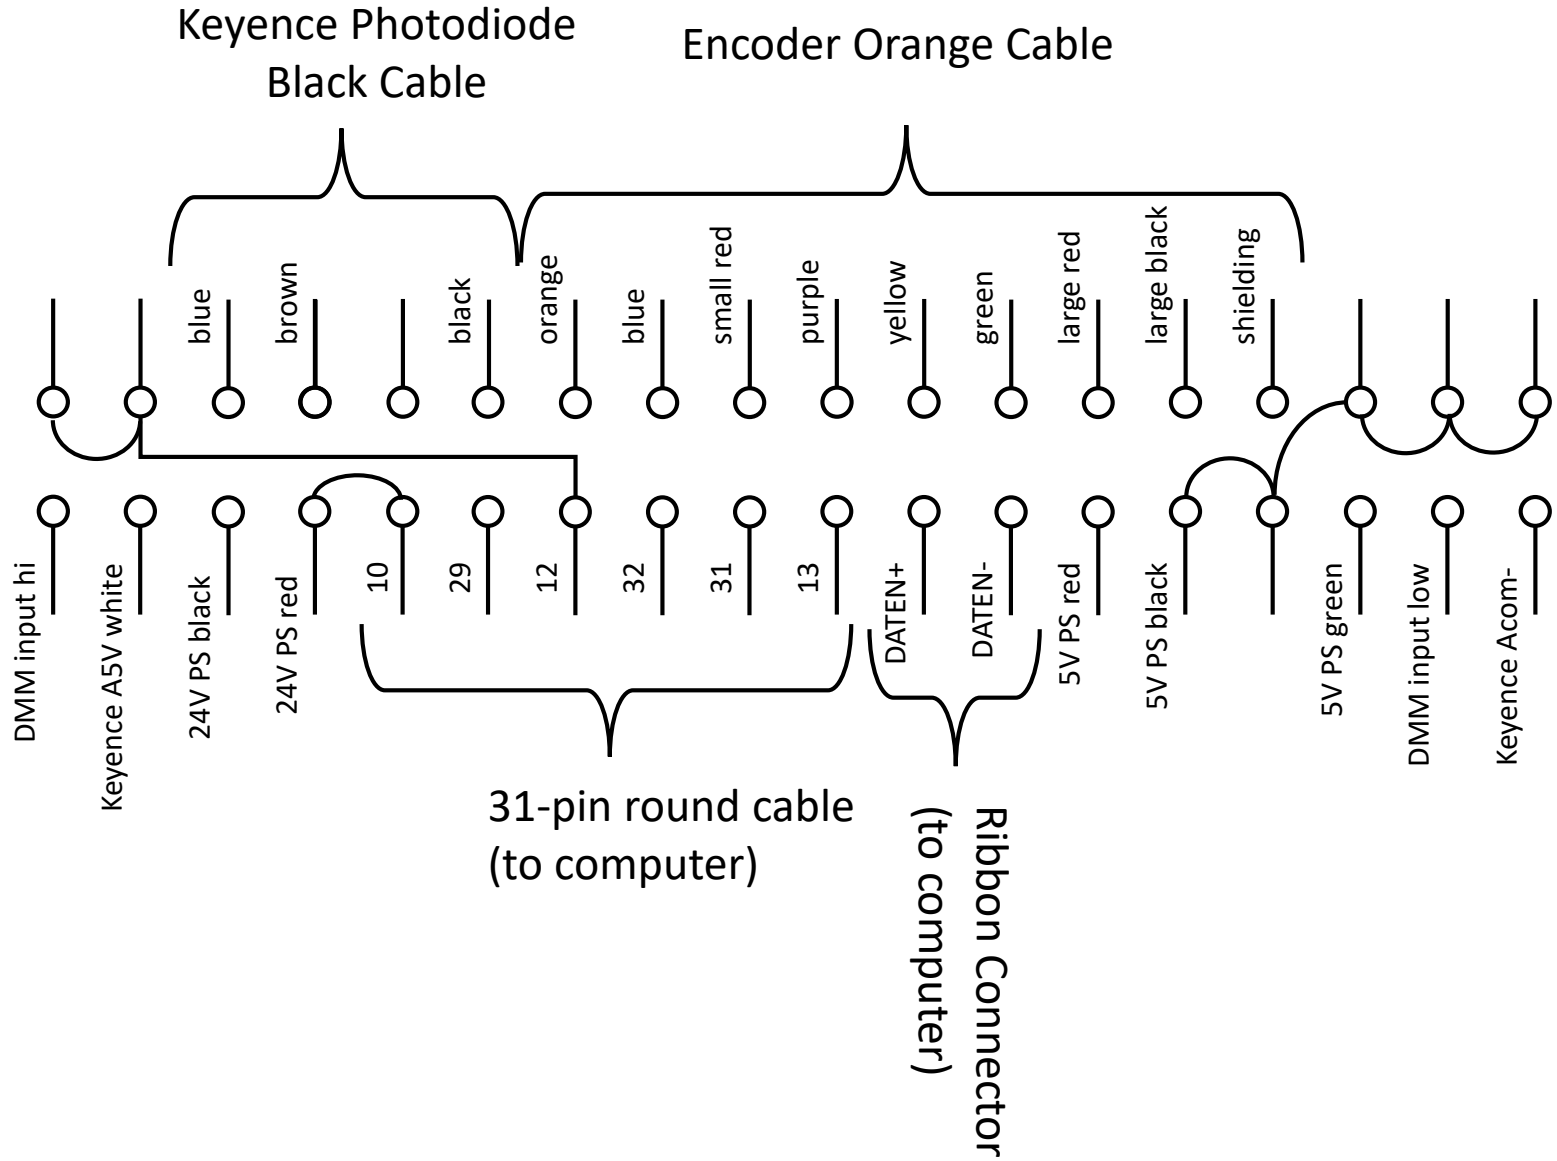 Keyence Photodiode
Black Cable
Encoder Orange Cable
blue
brown
black
orange
blue
small red
purple
yellow
green
large red
large black
shielding
DMM input hi
Keyence A5V white
24V PS black
24V PS red
10
29
12
32
31
13
DATEN+
DATEN-
5V PS red
5V PS black
5V PS green
DMM input low
Keyence Acom-
31-pin round cable
(to computer)
Ribbon Connector
(to computer)